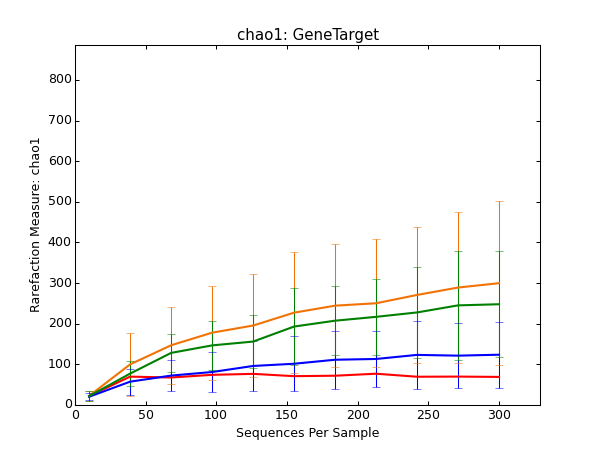 chao1: GeneTarget
Rarefaction Measure: chao1
800
700
600
500
400
300
200
100
0
0 50 100 150 200 250 300
Sequences Per Sample